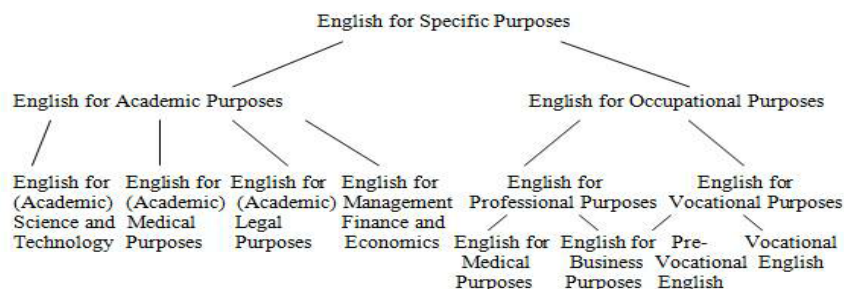 English for Specific Purposes
English for Academic Purposes
English for Occupational Purposes
English for
(Academic)
Science and
Technology
English for
(Academic)
Medical
Purposes
English for
(Academic)
Legal
Purposes
English for
Management
Finance and
Economics
English for
Professional Purposes
English for
Vocational Purposes
English for
Medical
Purposes
English for
Business
Purposes
Pre-
Vocational
English
Vocational
English